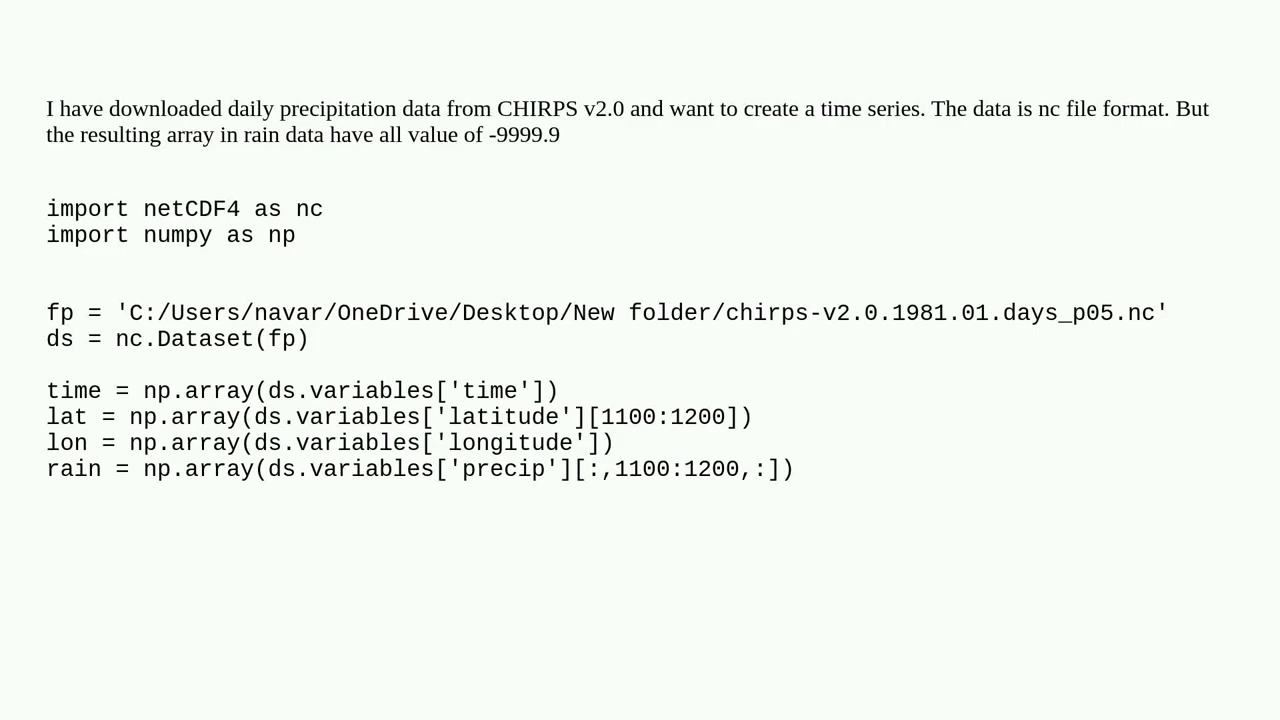 I have downloaded daily precipitation data from CHIRPS v2.0 and want to create a time series. The data is nc file format. But
the resulting array in rain data have all value of -9999.9
import netCDF4 as nc
import numpy as np
fp = 'C:/Users/navar/OneDrive/Desktop/New folder/chirps-v2.0.1981.01.days_p05.nc'
ds = nc.Dataset(fp)
time = np.array(ds.variables['time'])
lat = np.array(ds.variables['latitude'][1100:1200])
lon = np.array(ds.variables['longitude'])
rain = np.array(ds.variables['precip'][:,1100:1200,:])